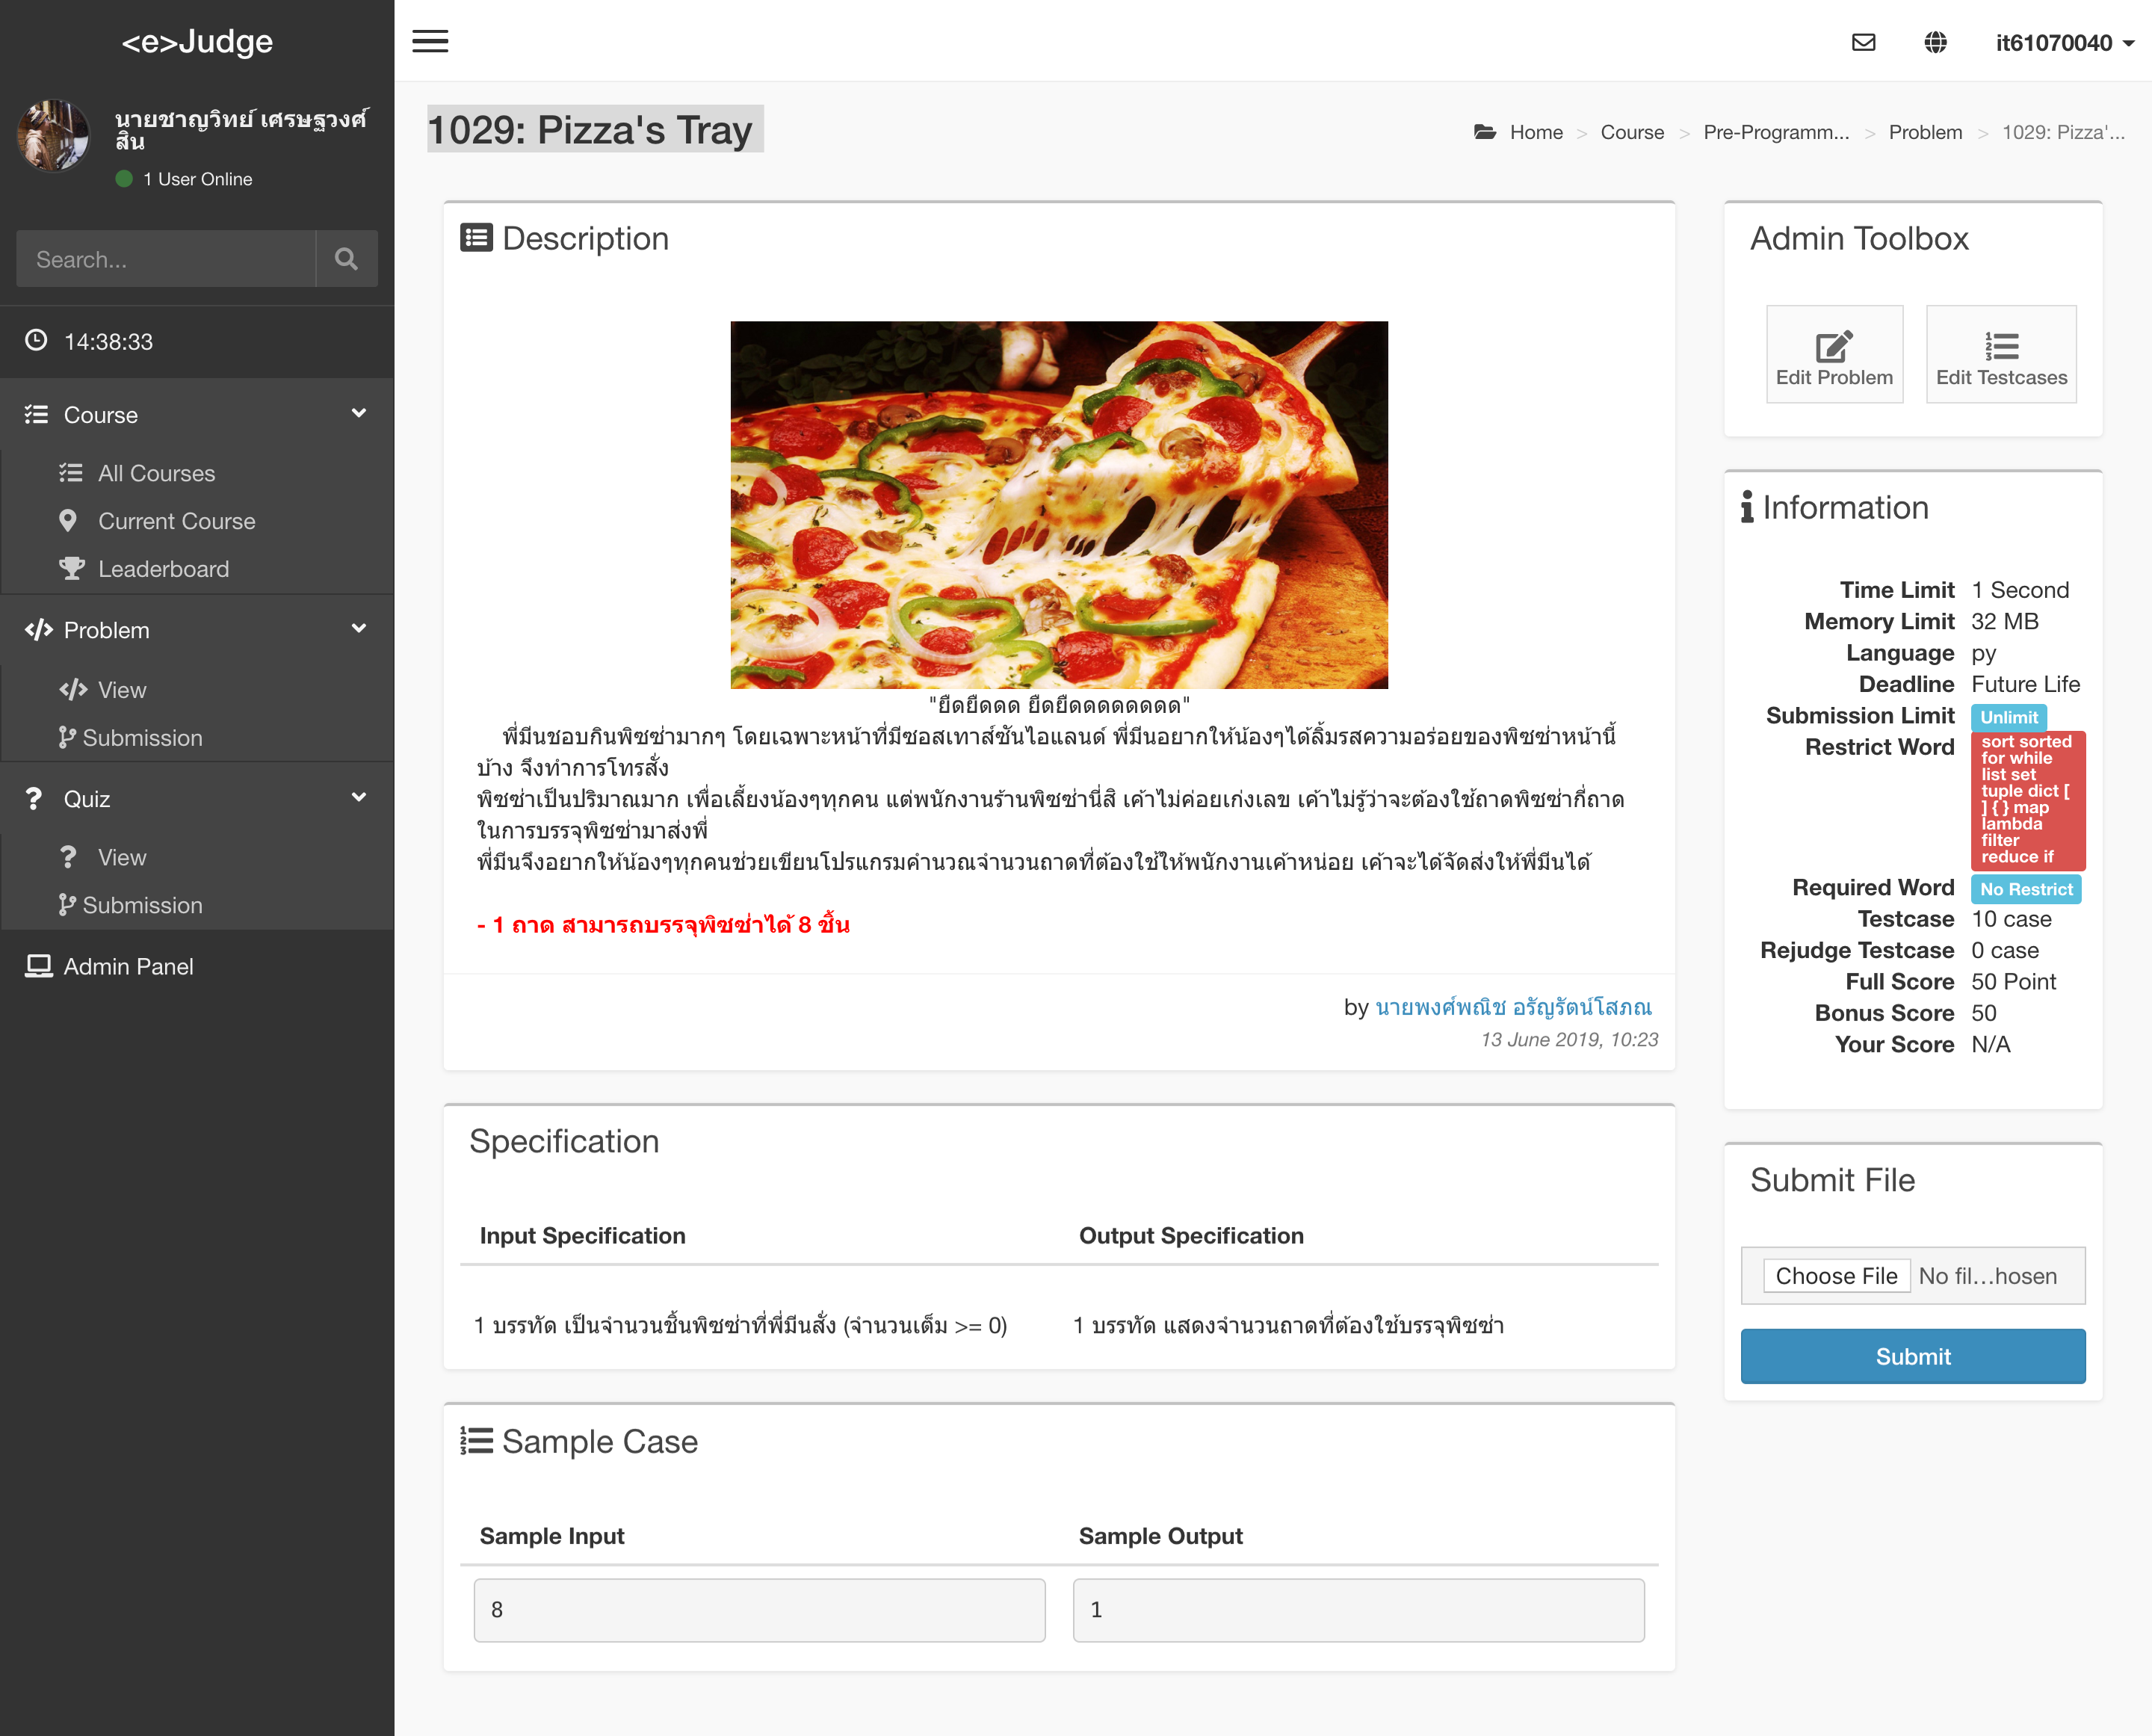 <e>Judge
it61070040
นายชาญวิทย์ เศรษฐวงศ์
สิน
1 User Online
Search...
14:38:33
Course
All Courses
Current Course
Leaderboard
Problem
View
Submission
Quiz
View
Submission
Admin Panel
1029: Pizza's Tray
Home > Course > Pre-Programm... > Problem > 1029: Pizza'...
Description
"ยืดยืดดด ยืดยืดดดดดดดดด"
พี่มีนชอบกินพิซซ่ามากๆ โดยเฉพาะหน้าที่มีซอสเทาส์ซันไอแลนด์ พี่มีนอยากให้น้องๆได้ลิ้มรสความอร่อยของพิซซ่าหน้านี้
บ้าง จึงทำการโทรสั่ง
พิซซ่าเป็นปริมาณมาก เพื่อเลี้ยงน้องๆทุกคน แต่พนักงานร้านพิซซ่านี่สิ เค้าไม่ค่อยเก่งเลข เค้าไม่รู้ว่าจะต้องใช้ถาดพิซซ่ากี่ถาด
ในการบรรจุพิซซ่ามาส่งพี่
พี่มีนจึงอยากให้น้องๆทุกคนช่วยเขียนโปรแกรมคำนวณจำนวนถาดที่ต้องใช้ให้พนักงานเค้าหน่อย เค้าจะได้จัดส่งให้พี่มีนได้
- 1 ถาด สามารถบรรจุพิซซ่าได้ 8 ชิ้น
by นายพงศ์พณิช อรัญรัตน์โสภณ
13 June 2019, 10:23
Specification
Input Specification
Output Specification
1 บรรทัด เป็นจำนวนชิ้นพิซซ่าที่พี่มีนสั่ง (จำนวนเต็ม >= 0)
1 บรรทัด แสดงจำนวนถาดที่ต้องใช้บรรจุพิซซ่า
Sample Case
Sample Input
Sample Output
8
1
Admin Toolbox
Edit Problem
Edit Testcases
Information
Time Limit 1 Second
Memory Limit 32 MB
Language py
Deadline Future Life
Submission Limit Unlimit
Restrict Word sort sorted
for while
list set
tuple dict [
] { } map
lambda
filter
reduce if
Required Word No Restrict
Testcase 10 case
Rejudge Testcase 0 case
Full Score 50 Point
Bonus Score 50
Your Score N/A
Submit File
Choose File No fil...hosen
Submit